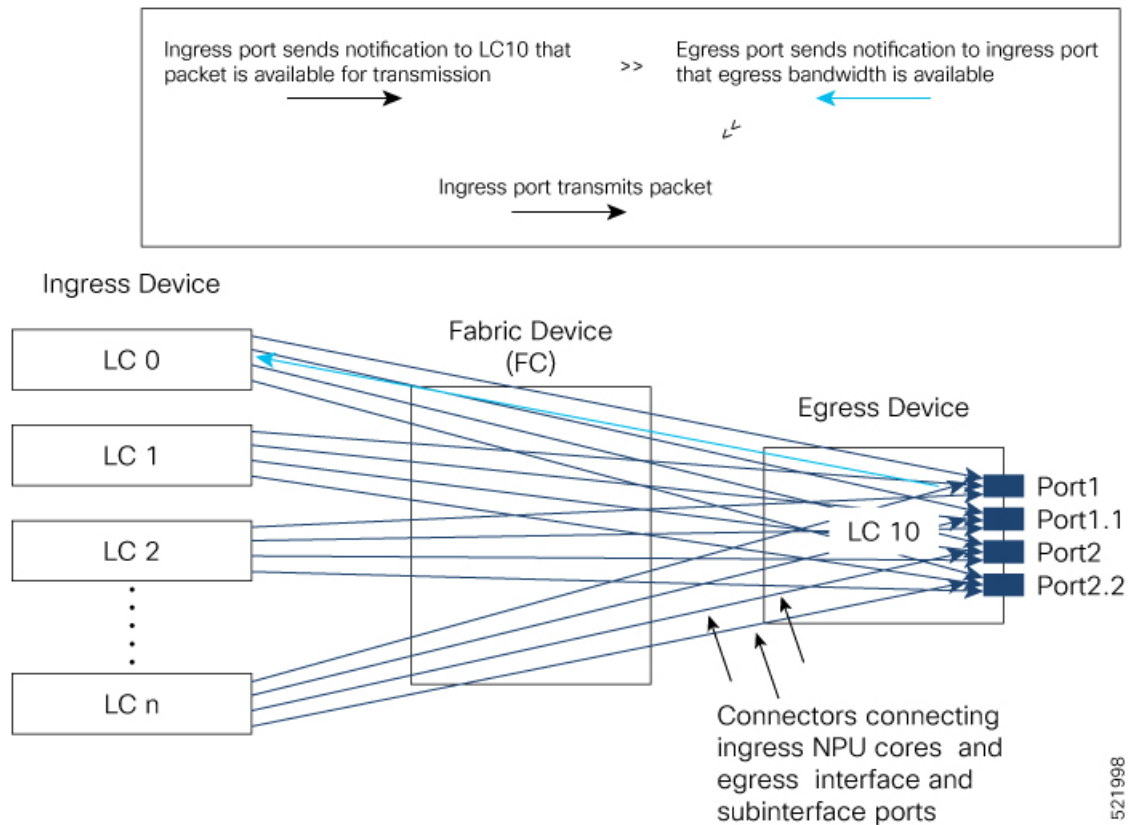 Ingress port sends notification to LC10 that
packet is available for transmission
>>
Egress port sends notification to ingress port
that egress bandwidth is available
>>
Ingress port transmits packet
Ingress Device
LC 0
LC 1
LC 2
LC n
Fabric Device
(FC)
Egress Device
LC 10
Port1
Port1.1
Port2
Port2.2
Connectors connecting
ingress NPU cores and
egress interface and
subinterface ports
521998